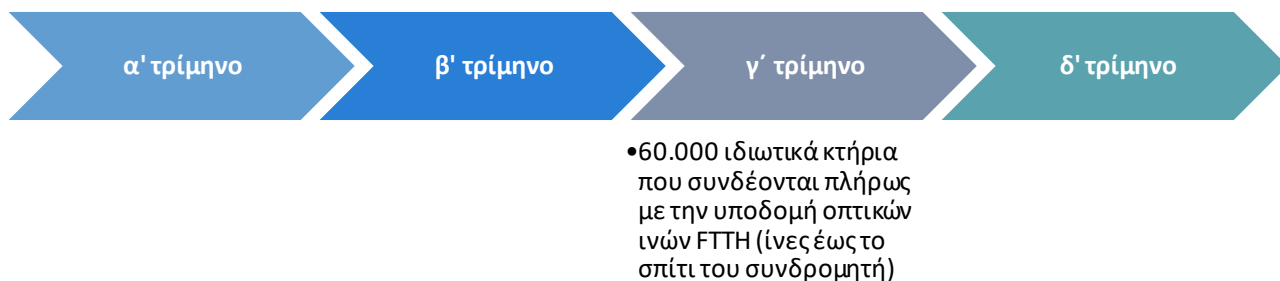 α' τρίμηνο
β' τρίμηνο
γ΄ τρίμηνο
δ' τρίμηνο
•60.000 ιδιωτικά κτήρια
που συνδέονται πλήρως
με την υποδομή οπτικών
ινών FTTH (ίνες έως το
σπίτι του συνδρομητή)